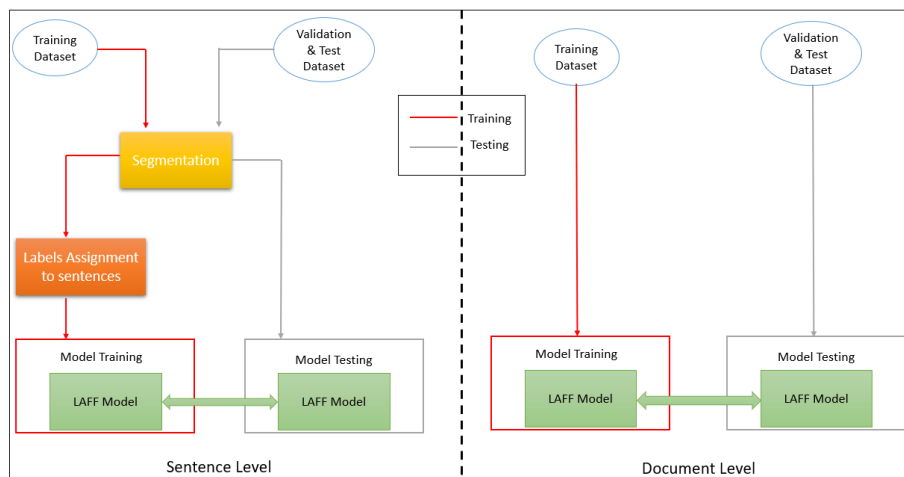 Training
Dataset
Validation
& Test
Dataset
Segmentation
Labels Assignment
to sentences
Model Training
LAFF Model
Model Testing
LAFF Model
Sentence Level
Training
Testing
Training
Dataset
Validation
& Test
Dataset
Model Training
LAFF Model
Model Testing
LAFF Model
Document Level